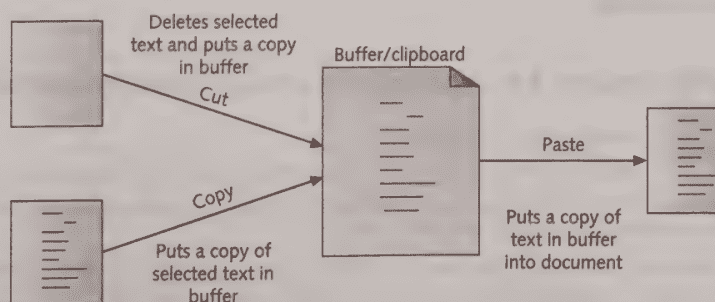 Deletes selected
text and puts a copy
in buffer
Cut
Buffer/clipboard
Paste
Copy
Puts a copy of
selected text in
buffer
Puts a copy of
text in buffer
into document